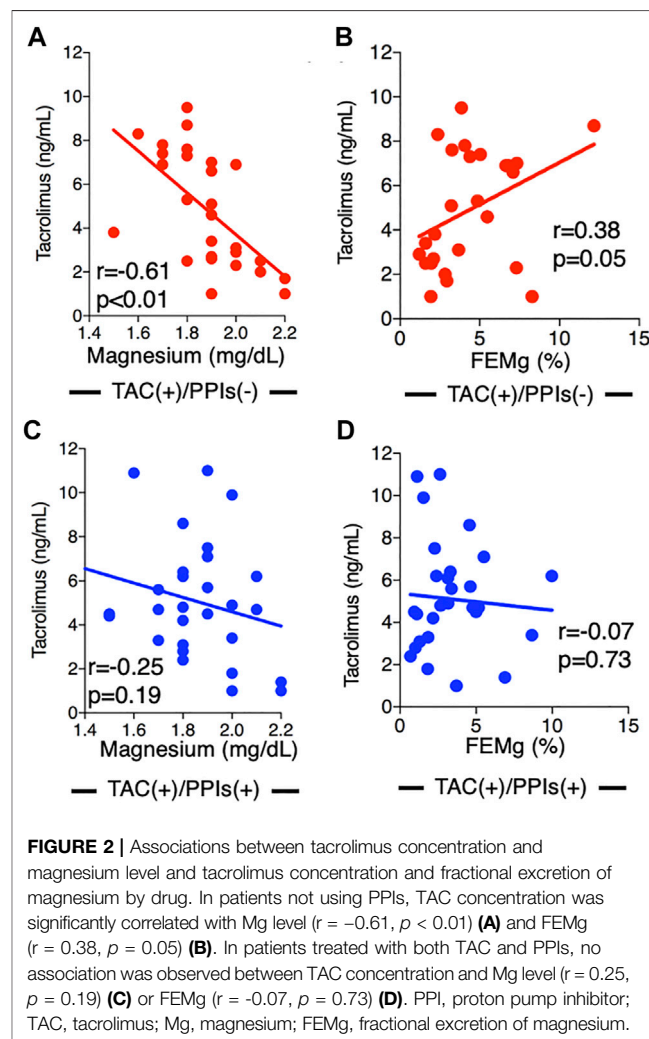 A
B
12
10
8
6
4
2
0
Tacrolimus (ng/mL)
r=-0.61
p<0.01
1.4 1.6 1.8 2.0 2.2
Magnesium (mg/dL)
TAC(+)/PPIs(-)
12
10
8
6
4
2
0
Tacrolimus (ng/mL)
r=0.38
p=0.05
0 5 10 15
FEMg (%)
TAC(+)/PPIs(-)
C
D
12
10
8
6
4
2
0
Tacrolimus (ng/mL)
r=-0.25
p=0.19
1.4 1.6 1.8 2.0 2.2
Magnesium (mg/dL)
TAC(+)/PPIs(+)
12
10
8
6
4
2
0
Tacrolimus (ng/mL)
r=-0.07
p=0.73
0 5 10 15
FEMg (%)
TAC(+)/PPIs(+)
FIGURE 2 | Associations between tacrolimus concentration and
magnesium level and tacrolimus concentration and fractional excretion of
magnesium by drug. In patients not using PPIs, TAC concentration was
significantly correlated with Mg level (r = −0.61, p < 0.01) (A) and FEMg
(r = 0.38, p = 0.05) (B). In patients treated with both TAC and PPIs, no
association was observed between TAC concentration and Mg level (r = 0.25,
p = 0.19) (C) or FEMg (r = -0.07, p = 0.73) (D). PPI, proton pump inhibitor;
TAC, tacrolimus; Mg, magnesium; FEMg, fractional excretion of magnesium.